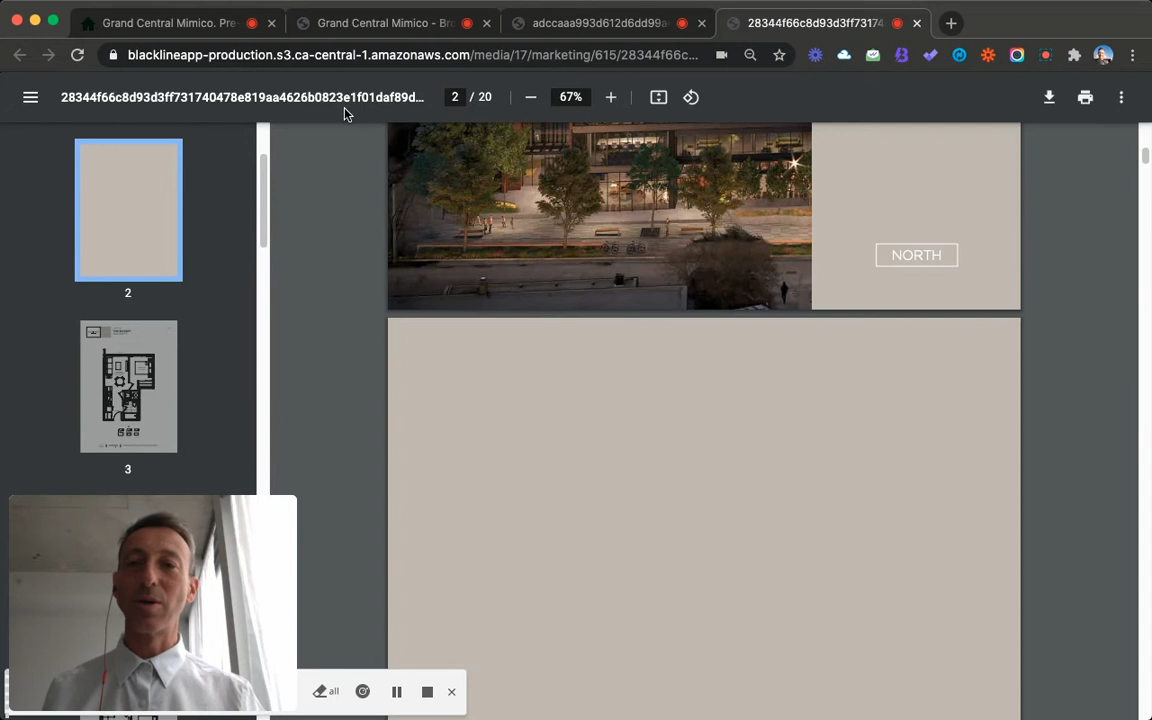 Grand Central Mimico. Pre
Grand Central Mimico - Bro
adccaaa993d612d6dd99a
28344f66c8d93d3ff7317
blacklineapp-production.s3.ca-central-1.amazonaws.com/media/17/marketing/615/28344f66c...
28344f66c8d93d3ff731740478e819aa4626b0823e1f01daf89d...
2 / 20
67%
NORTH
2
3
all